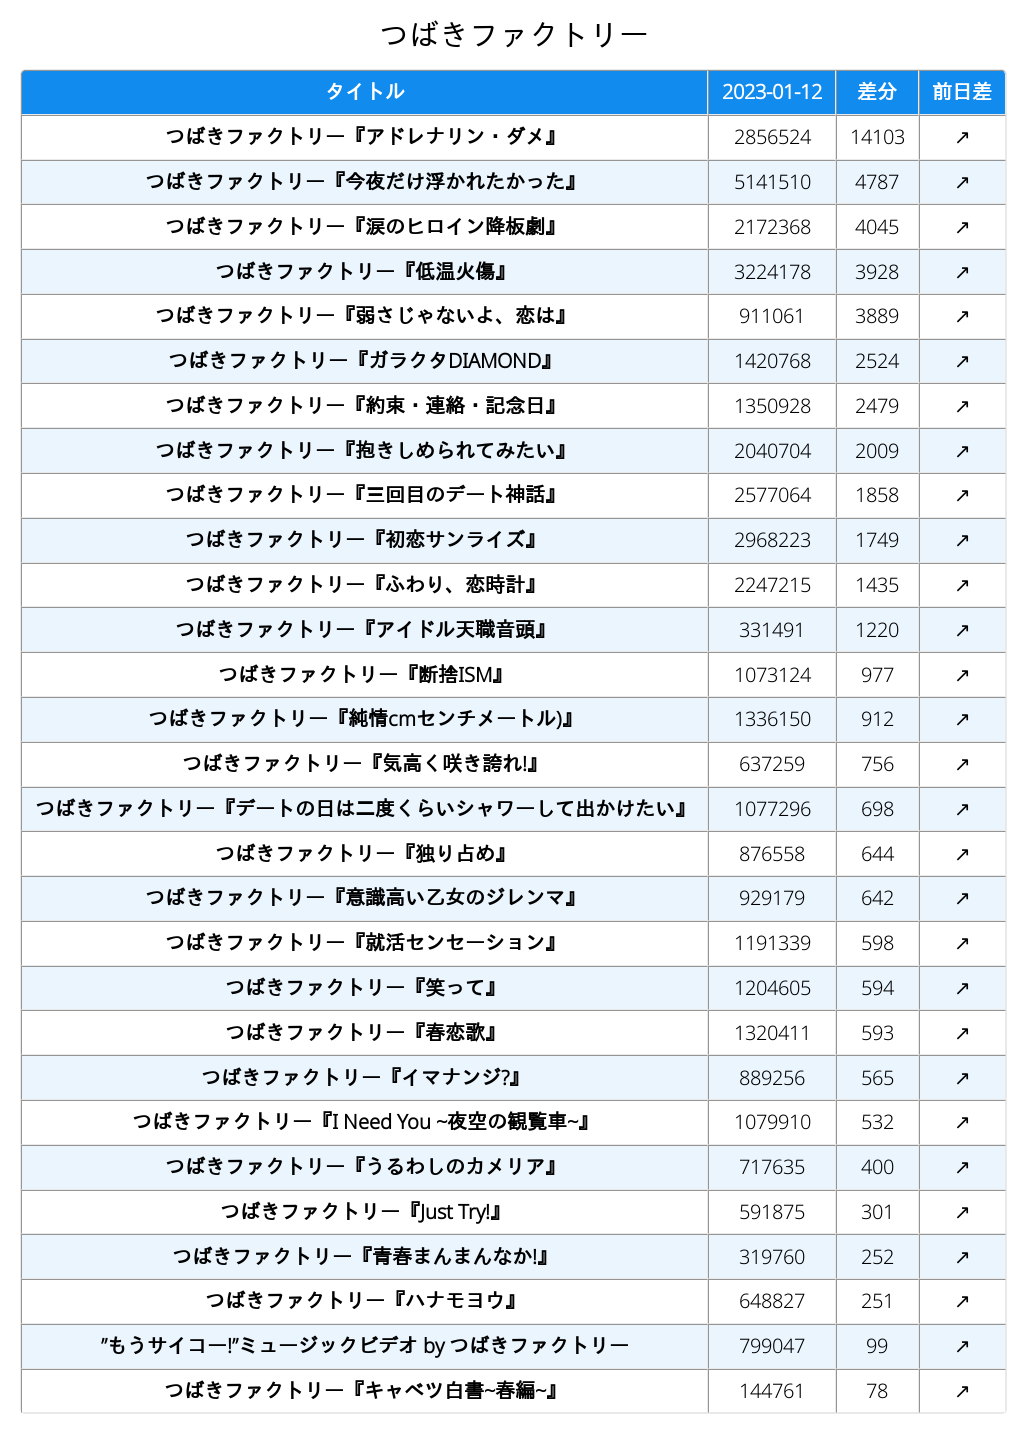 つばきファクトリー
タイトル 2023-01-12 差分 前日差
つばきファクトリー『アドレナリン・ダメ』 2856524 14103 ↗
つばきファクトリー『今夜だけ浮かれたかった』 5141510 4787 ↗
つばきファクトリー『涙のヒロイン降板劇』 2172368 4045 ↗
つばきファクトリー『低温火傷』 3224178 3928 ↗
つばきファクトリー『弱さじゃないよ、恋は』 911061 3889 ↗
つばきファクトリー『ガラクタDIAMOND』 1420768 2524 ↗
つばきファクトリー『約束・連絡・記念日』 1350928 2479 ↗
つばきファクトリー『抱きしめられてみたい』 2040704 2009 ↗
つばきファクトリー『三回目のデート神話』 2577064 1858 ↗
つばきファクトリー『初恋サンライズ』 2968223 1749 ↗
つばきファクトリー『ふわり、恋時計』 2247215 1435 ↗
つばきファクトリー『アイドル天職音頭』 331491 1220 ↗
つばきファクトリー『断捨ISM』 1073124 977 ↗
つばきファクトリー『純情cmセンチメートル)』 1336150 912 ↗
つばきファクトリー『気高く咲き誇れ!』 637259 756 ↗
つばきファクトリー『デートの日は二度くらいシャワーして出かけたい』 1077296 698 ↗
つばきファクトリー『独り占め』 876558 644 ↗
つばきファクトリー『意識高い乙女のジレンマ』 929179 642 ↗
つばきファクトリー『就活センセーション』 1191339 598 ↗
つばきファクトリー『笑って』 1204605 594 ↗
つばきファクトリー『春恋歌』 1320411 593 ↗
つばきファクトリー『イマナンジ?』 889256 565 ↗
つばきファクトリー『I Need You ~夜空の観覧車~』 1079910 532 ↗
つばきファクトリー『うるわしのカメリア』 717635 400 ↗
つばきファクトリー『Just Try!』 591875 301 ↗
つばきファクトリー『青春まんまんなか!』 319760 252 ↗
つばきファクトリー『ハナモヨウ』 648827 251 ↗
"もうサイコー!"ミュージックビデオ by つばきファクトリー 799047 99 ↗
つばきファクトリー『キャベツ白書~春編~』 144761 78 ↗